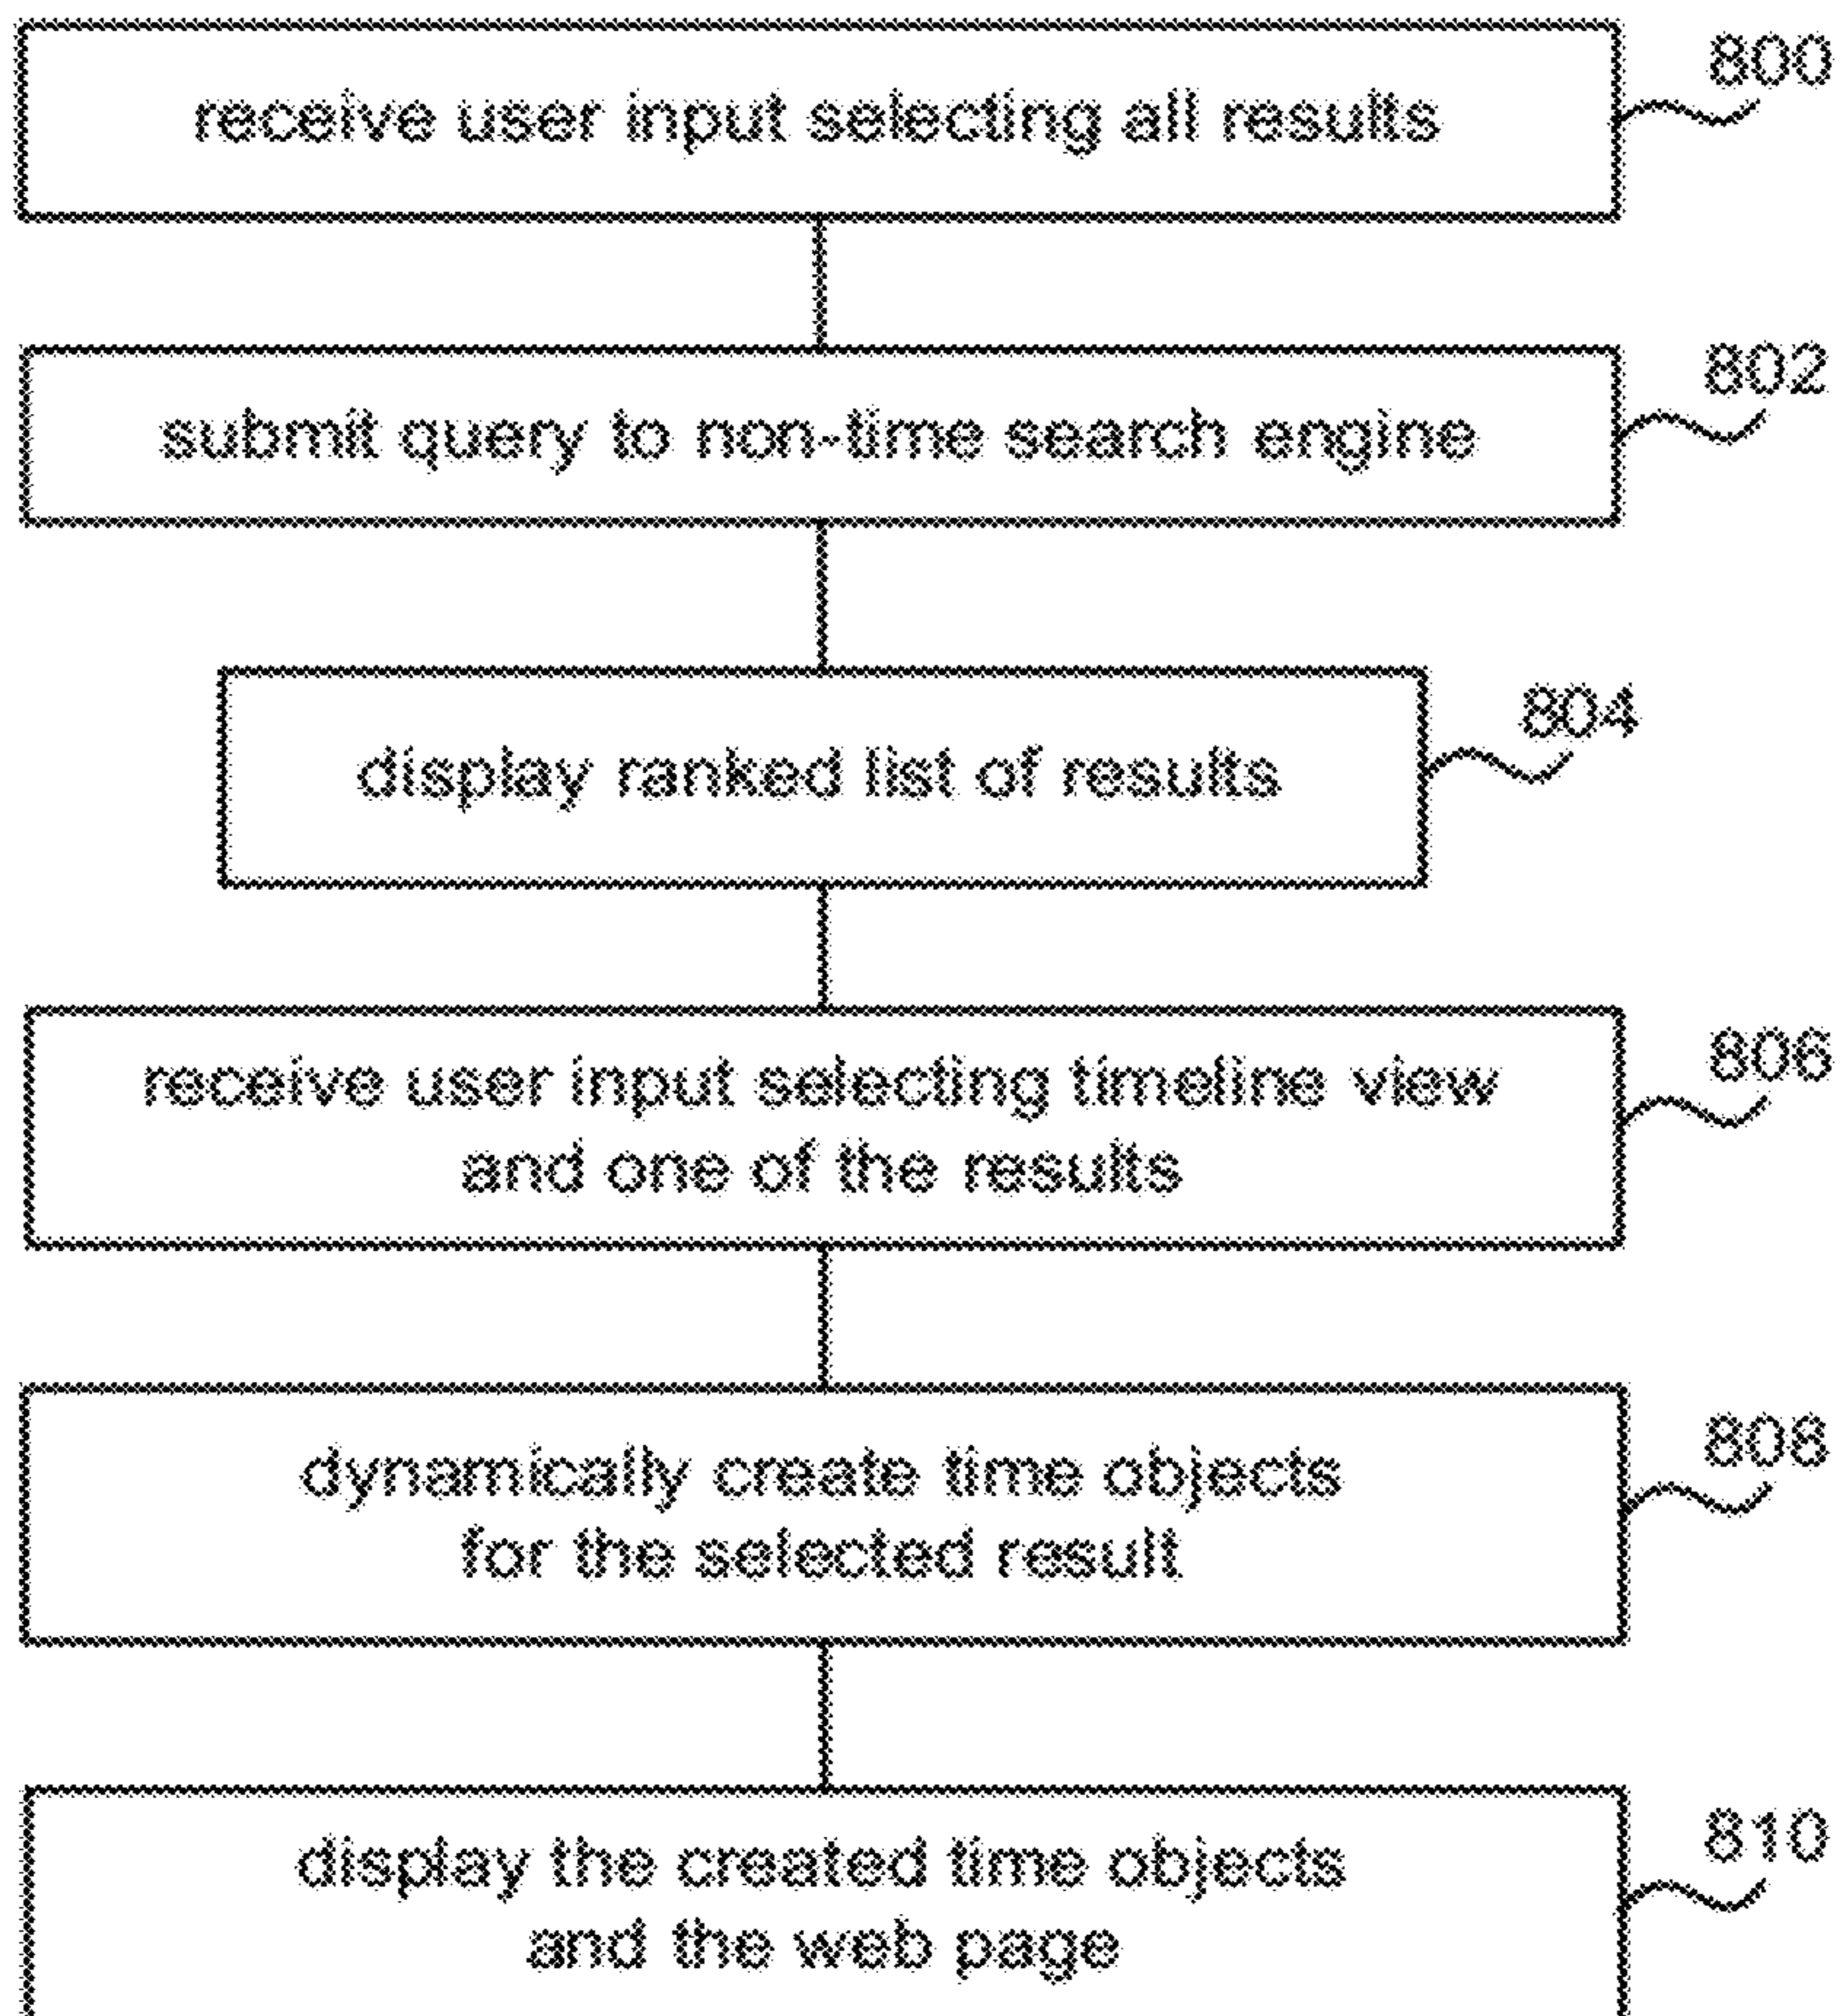 receive user input selecting all results
800
submit query to non-time search engine
802
display ranked list of results
804
receive user input selecting timeline view
and one of the results
806
dynamically create time objects
for the selected result
808
display the created time objects
and the web page
810